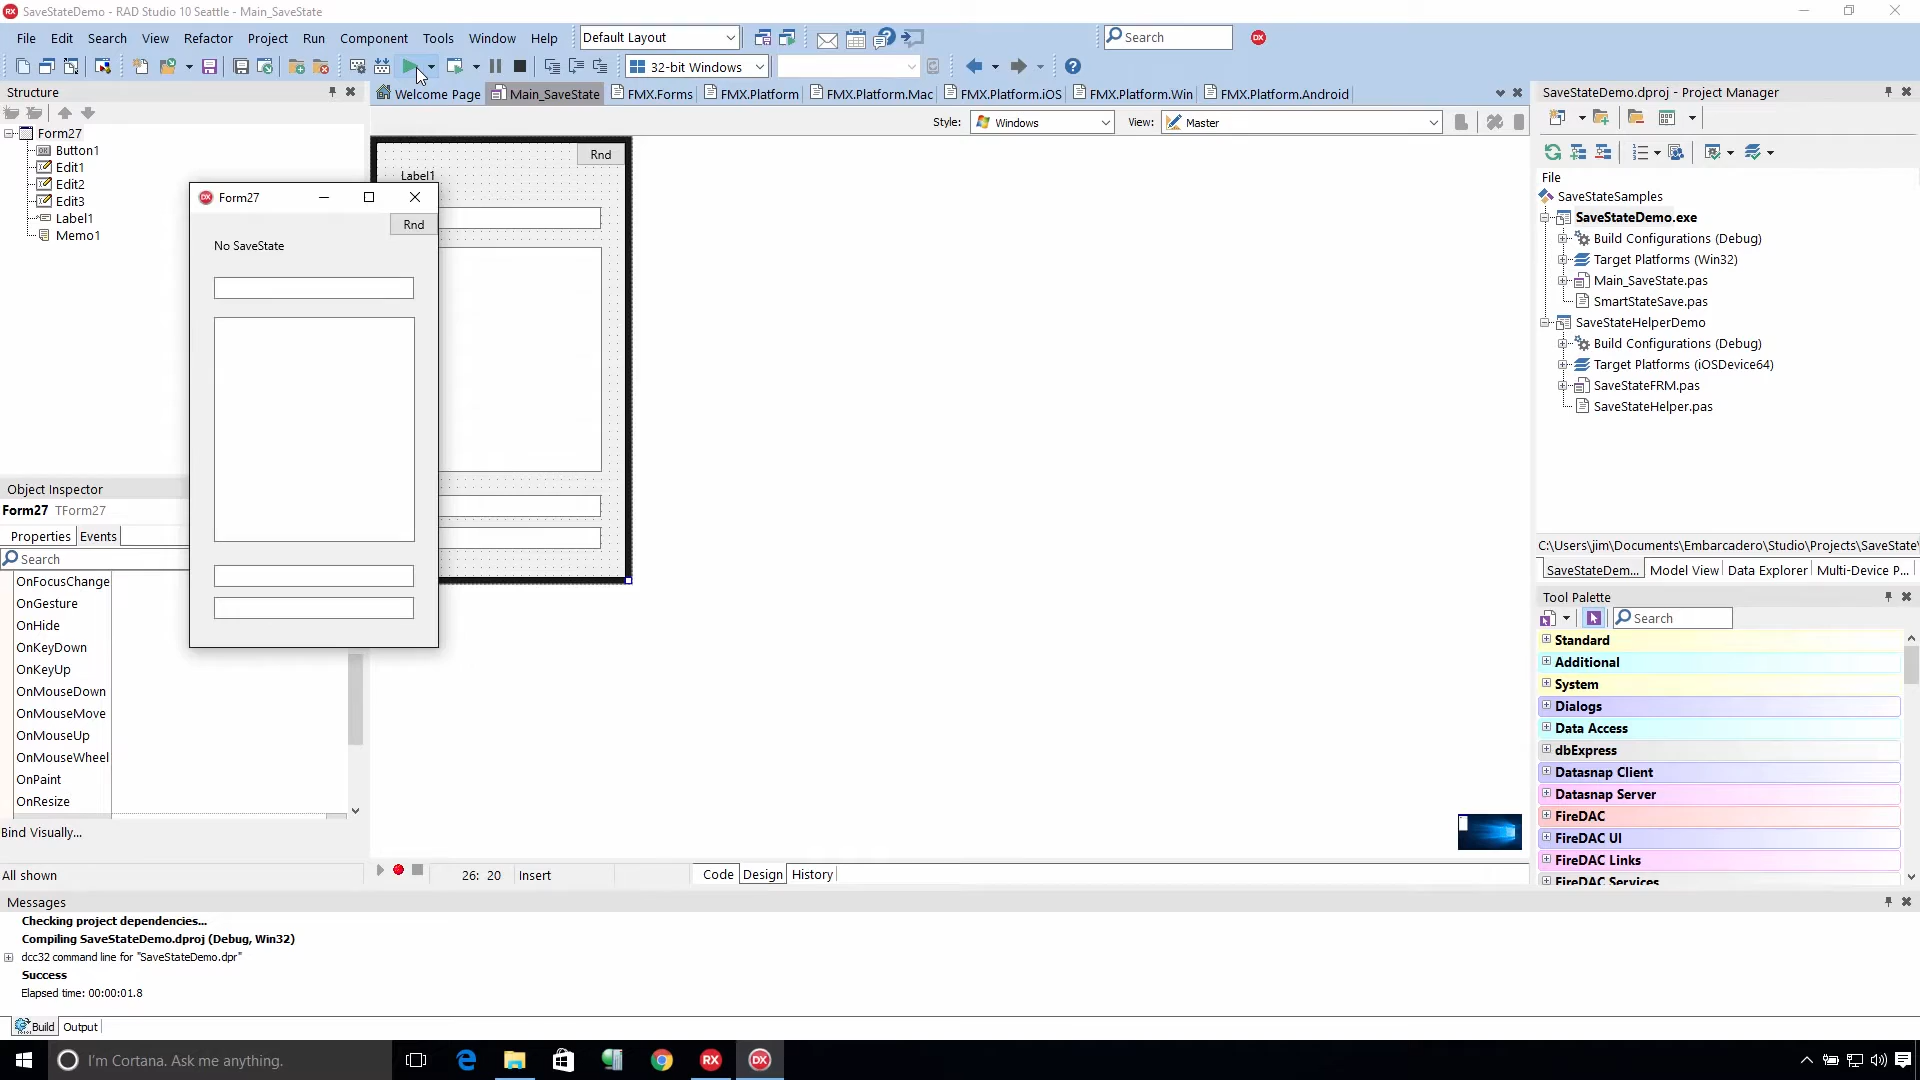 SaveStateDemo - RAD Studio 10 Seattle - Main_SaveState
File Edit Search View Refactor Project Run Component Tools Window Help
Default Layout
Search
32-bit Windows
Structure
Welcome Page Main_SaveState FMX.Forms FMX.Platform FMX.Platform.Mac FMX.Platform.iOS FMX.Platform.Win FMX.Platform.Android
Style: Windows View: Master
Form27
Button1
Edit1
Edit2
Edit3
Label1
Memo1
Rnd
Label1
Form27
Rnd
No SaveState
Object Inspector
Form27 TForm27
Properties Events
Search
OnFocusChange
OnGesture
OnHide
OnKeyDown
OnKeyUp
OnMouseDown
OnMouseMove
OnMouseUp
OnMouseWheel
OnPaint
OnResize
Bind Visually...
All shown
26: 20 Insert
Code Design History
SaveStateDemo.dproj - Project Manager
File
SaveStateSamples
SaveStateDemo.exe
Build Configurations (Debug)
Target Platforms (Win32)
Main_SaveState.pas
SmartStateSave.pas
SaveStateHelperDemo
Build Configurations (Debug)
Target Platforms (iOSDevice64)
SaveStateFRM.pas
SaveStateHelper.pas
C:\Users\jim\Documents\Embarcadero\Studio\Projects\SaveState\
SaveStateDem... Model View Data Explorer Multi-Device P...
Tool Palette
Search
Standard
Additional
System
Dialogs
Data Access
dbExpress
Datasnap Client
Datasnap Server
FireDAC
FireDAC UI
FireDAC Links
FireDAC Services
Messages
Checking project dependencies...
Compiling SaveStateDemo.dproj (Debug, Win32)
dcc32 command line for "SaveStateDemo.dpr"
Success
Elapsed time: 00:00:01.8
Build Output
I'm Cortana. Ask me anything.
RX DX